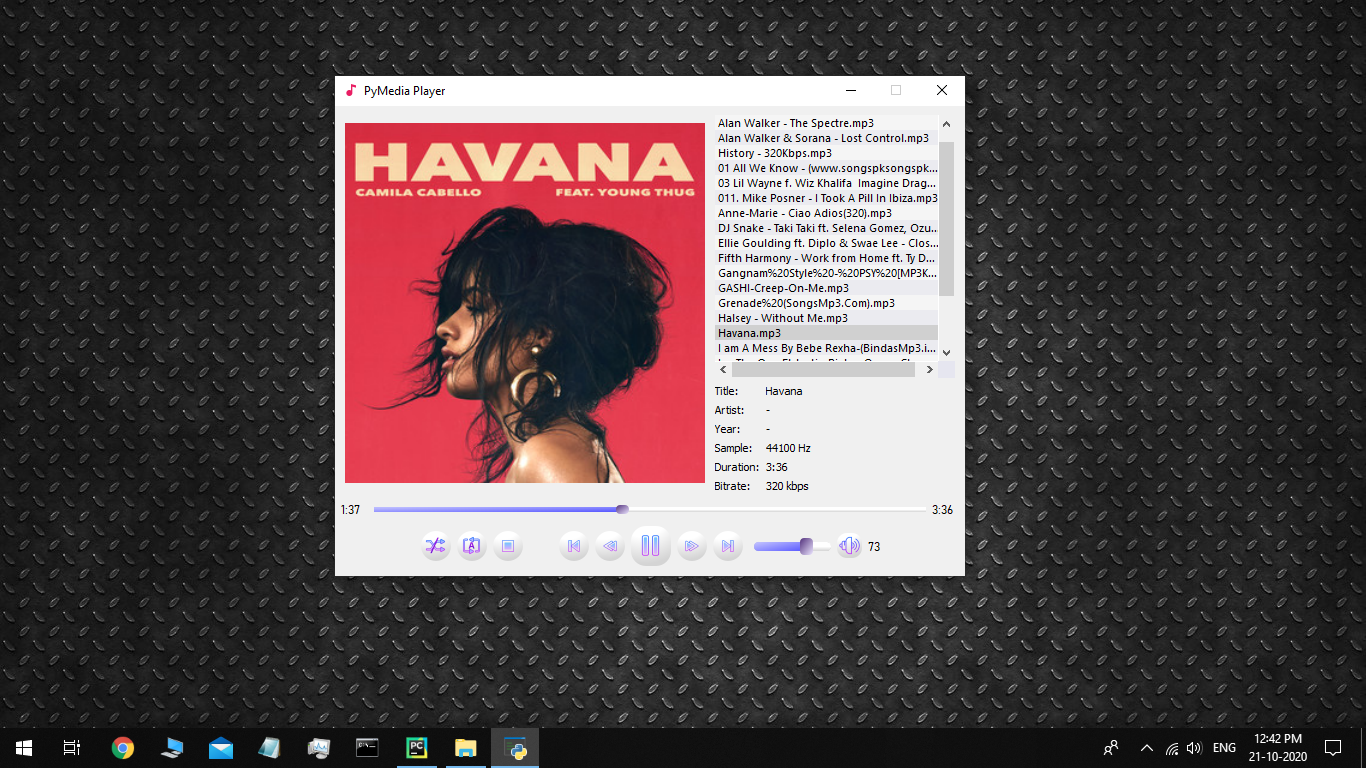 PyMedia Player
HAVANA
CAMILA CABELLO FEAT. YOUNG THUG
Alan Walker - The Spectre.mp3
Alan Walker & Sorana - Lost Control.mp3
History - 320Kbps.mp3
01 All We Know - (www.songspksongspk...
03 Lil Wayne f. Wiz Khalifa  Imagine Drag...
011. Mike Posner - I Took A Pill In Ibiza.mp3
Anne-Marie - Ciao Adios(320).mp3
DJ Snake - Taki Taki ft. Selena Gomez, Ozu...
Ellie Goulding ft. Diplo & Swae Lee - Clos...
Fifth Harmony - Work from Home ft. Ty D...
Gangnam%20Style%20-%20PSY%20[MP3K...
GASHI-Creep-On-Me.mp3
Grenade%20(SongsMp3.Com).mp3
Halsey - Without Me.mp3
Havana.mp3
I am A Mess By Bebe Rexha-(BindasMp3.i...
Title: Havana
Artist: -
Year: -
Sample: 44100 Hz
Duration: 3:36
Bitrate: 320 kbps
1:37 3:36
A
73
PC
ENG
12:42 PM
21-10-2020